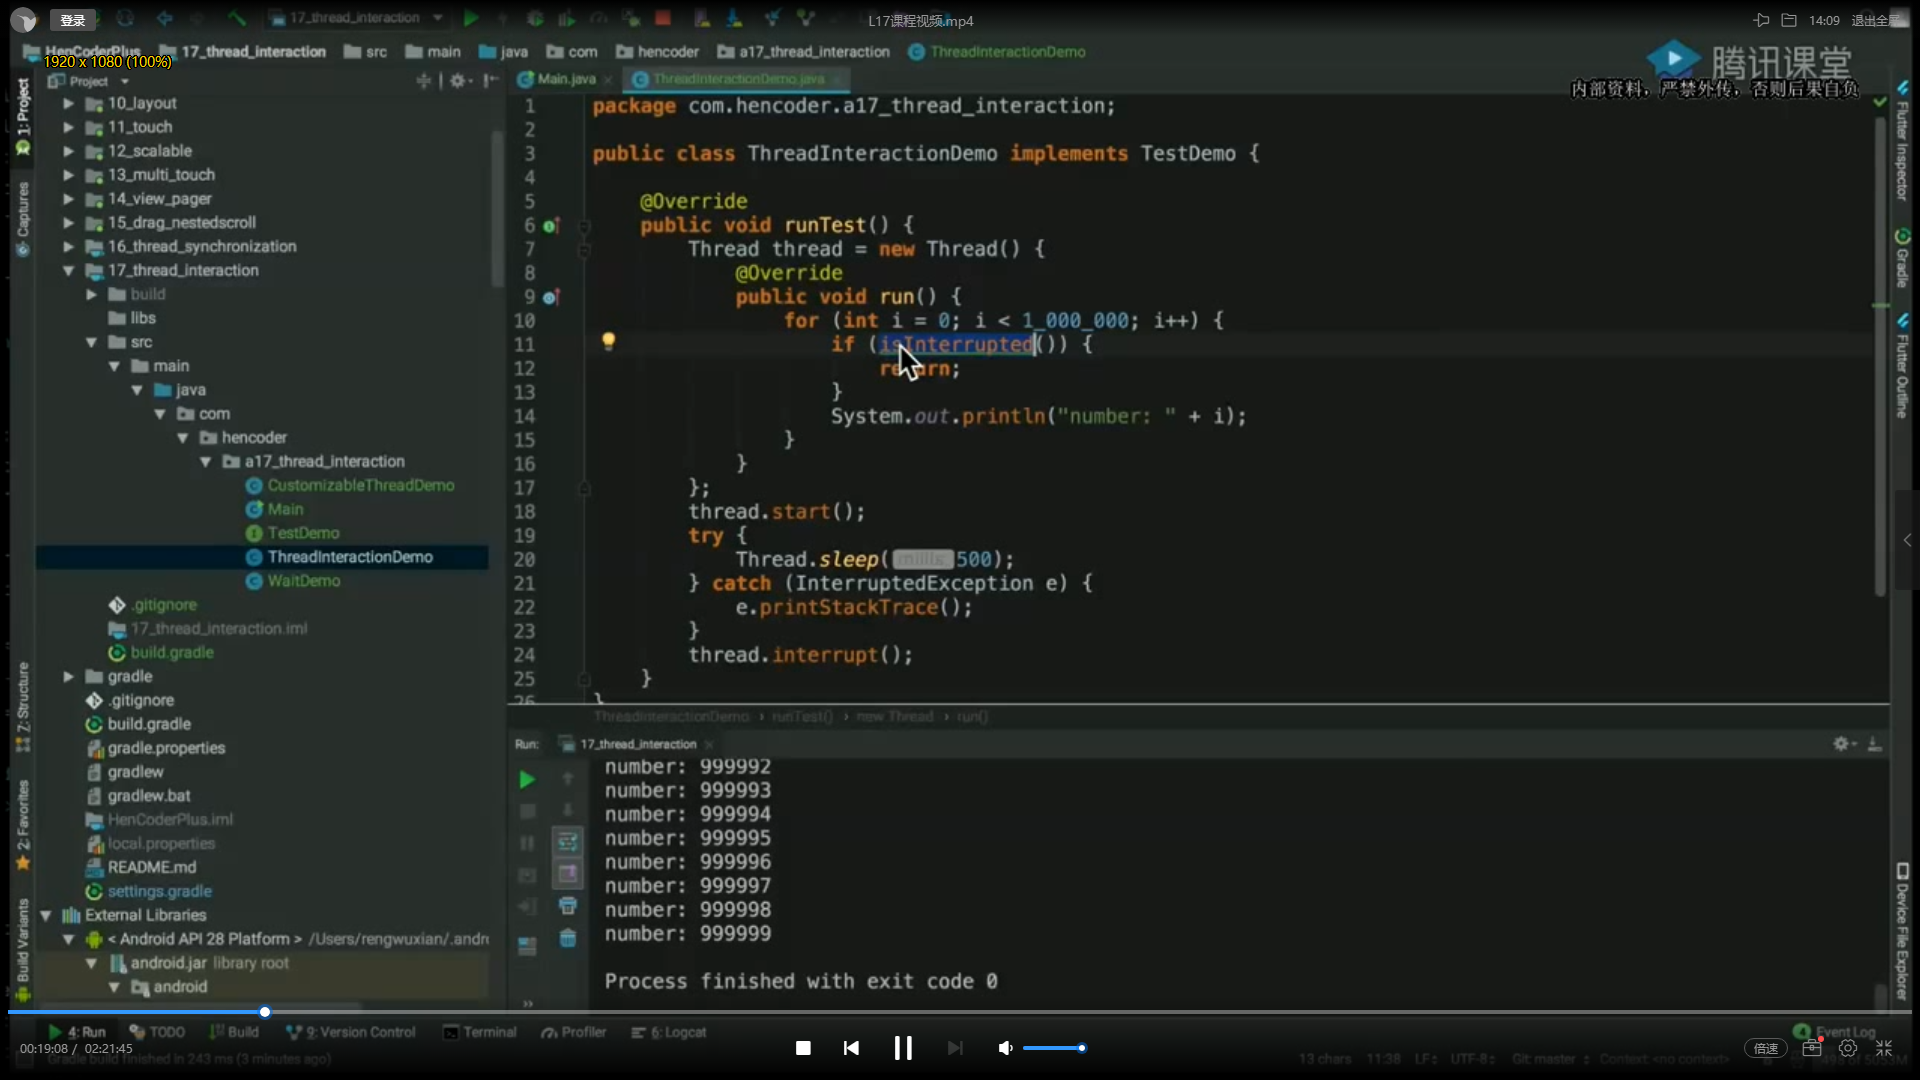 登录
17_thread_interaction
L17课程视频.mp4
14:09
退出全屏
HenCoderPlus
17_thread_interaction
src
main
java
com
hencoder
a17_thread_interaction
ThreadInteractionDemo
1920 x 1080 (100%)
腾讯课堂
内部资料，严禁外传，否则后果自负
Project
Main.java
ThreadInteractionDemo.java
1: Project
Captures
Z: Structure
2: Favorites
Build Variants
10_layout
11_touch
12_scalable
13_multi_touch
14_view_pager
15_drag_nestedscroll
16_thread_synchronization
17_thread_interaction
build
libs
src
main
java
com
hencoder
a17_thread_interaction
CustomizableThreadDemo
Main
TestDemo
ThreadInteractionDemo
WaitDemo
.gitignore
17_thread_interaction.iml
build.gradle
gradle
.gitignore
build.gradle
gradle.properties
gradlew
gradlew.bat
HenCoderPlus.iml
local.properties
README.md
settings.gradle
External Libraries
< Android API 28 Platform > /Users/rengwuxian/.andr
android.jar library root
android
1 package com.hencoder.a17_thread_interaction;
2
3 public class ThreadInteractionDemo implements TestDemo {
4
5 @Override
6 public void runTest() {
7 Thread thread = new Thread() {
8 @Override
9 public void run() {
10 for (int i = 0; i < 1_000_000; i++) {
11 if (isInterrupted()) {
12 return;
13 }
14 System.out.println("number: " + i);
15 }
16 }
17 };
18 thread.start();
19 try {
20 Thread.sleep( millis: 500);
21 } catch (InterruptedException e) {
22 e.printStackTrace();
23 }
24 thread.interrupt();
25 }
26 }
ThreadInteractionDemo › runTest() › new Thread › run()
Run: 17_thread_interaction
number: 999992
number: 999993
number: 999994
number: 999995
number: 999996
number: 999997
number: 999998
number: 999999
Process finished with exit code 0
Flutter Inspector
Gradle
Flutter Outline
Device File Explorer
4: Run
TODO
Build
9: Version Control
Terminal
Profiler
6: Logcat
4 Event Log
00:19:08 / 02:21:45
倍速
Gradle build finished in 243 ms (3 minutes ago)
13 chars
11:38
LF÷
UTF-8÷
Git: master
Context: <no context>